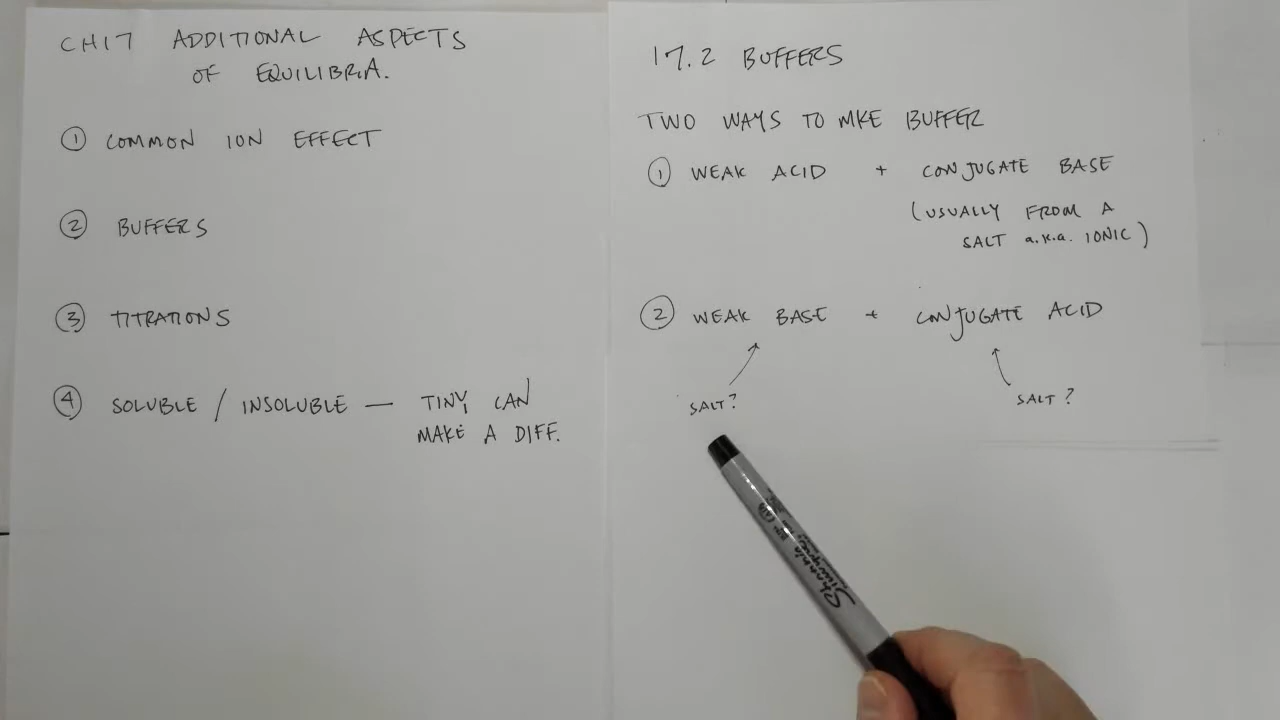 CH17 ADDITIONAL ASPECTS
OF EQUILIBRIA.
① COMMON ION EFFECT
② BUFFERS
③ TITRATIONS
④ SOLUBLE / INSOLUBLE — TINY CAN
MAKE A DIFF.
17.2 BUFFERS
TWO WAYS TO MKE BUFFER
① WEAK ACID + CONJUGATE BASE
(USUALLY FROM A
SALT a.k.a. IONIC)
② WEAK BASE + CONJUGATE ACID
SALT? SALT?
Sharpie